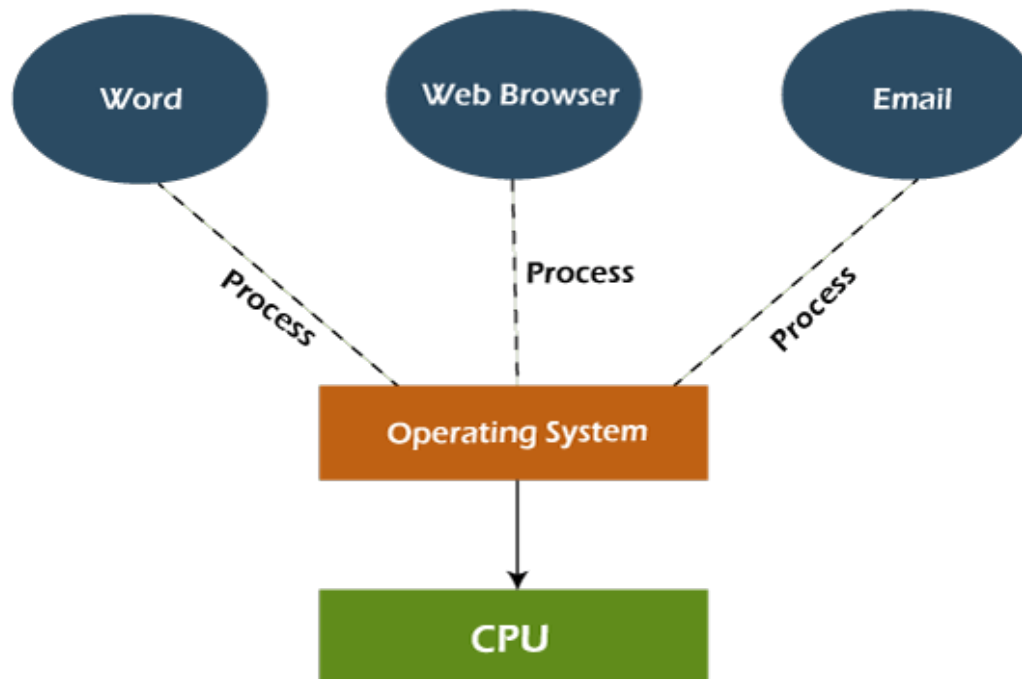 Word
Web Browser
Email
Process
Process
Process
Operating System
CPU